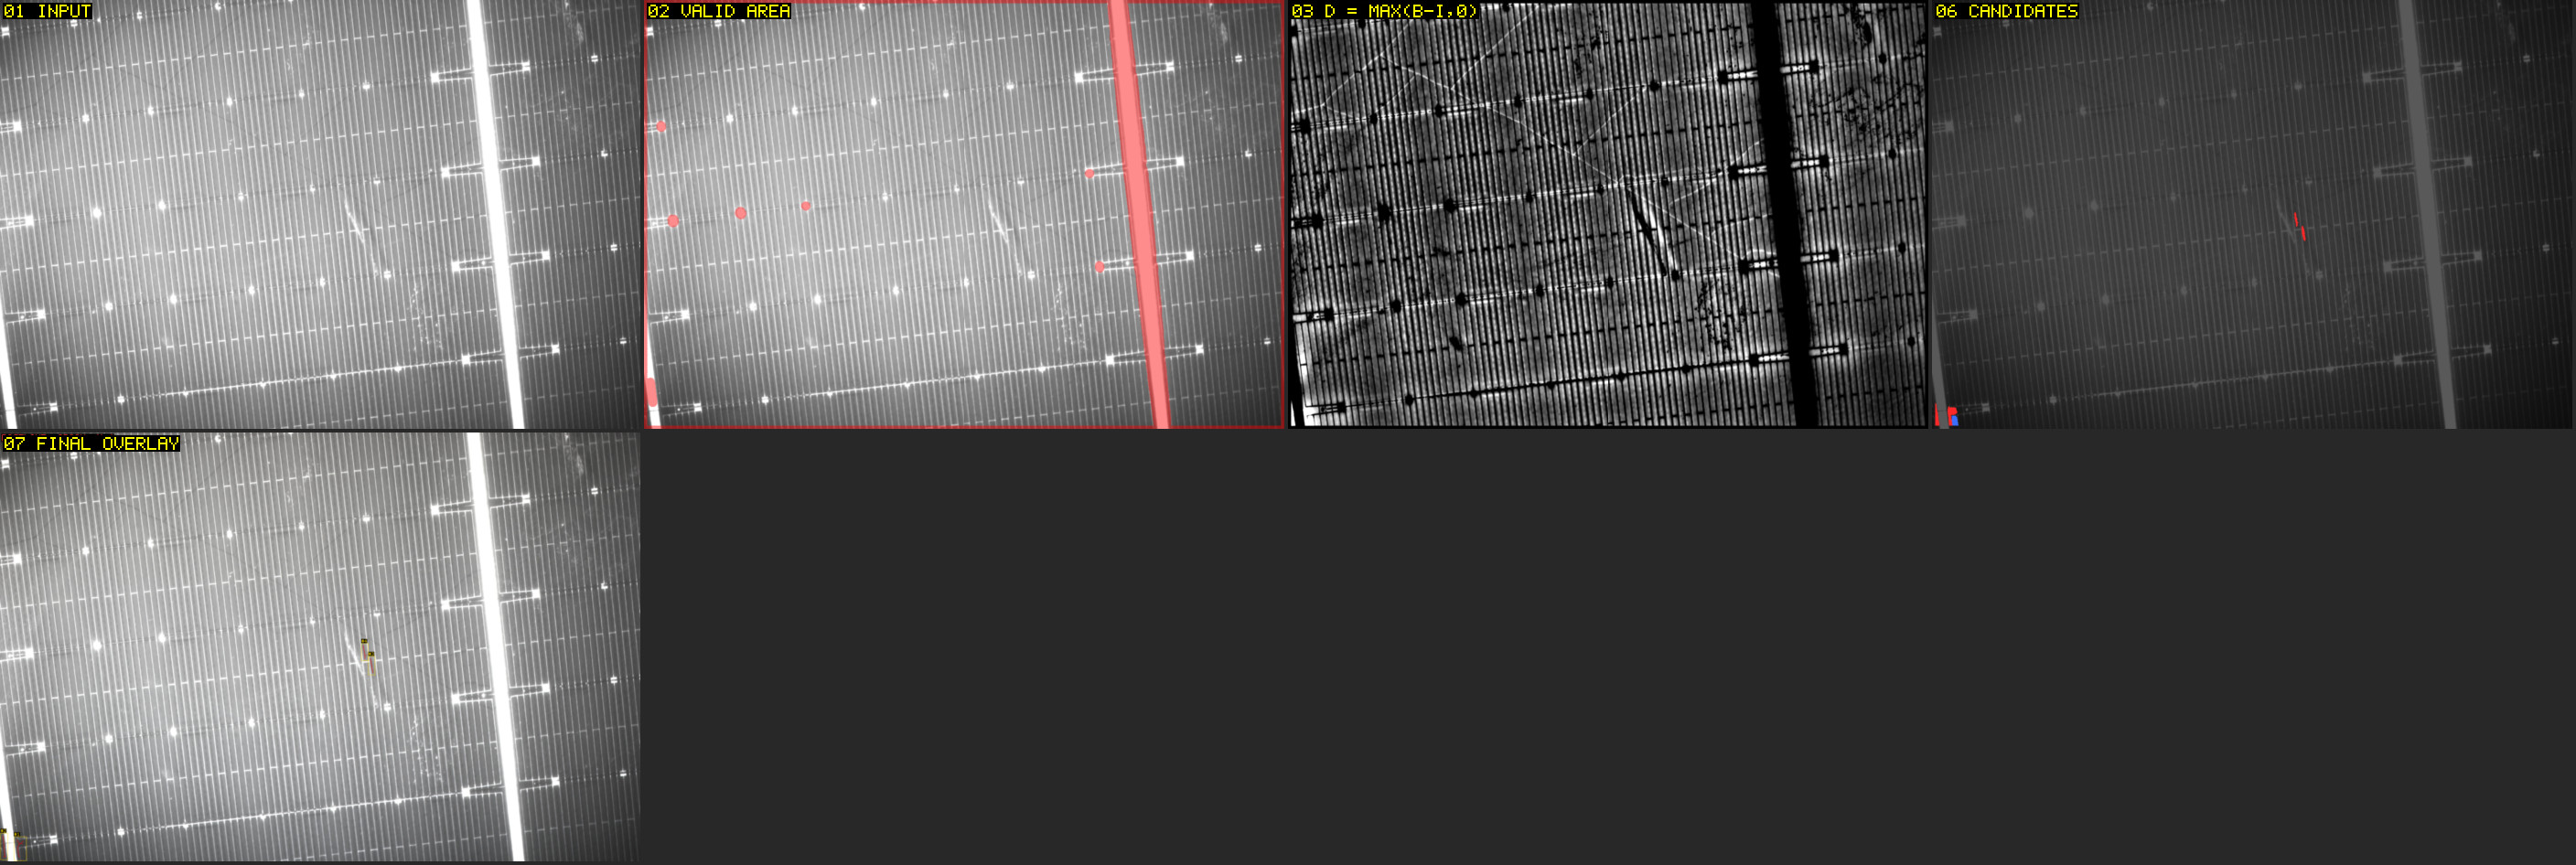 01 INPUT
02 VALID AREA
03 D = MAX(B-I,0)
06 CANDIDATES
07 FINAL OVERLAY